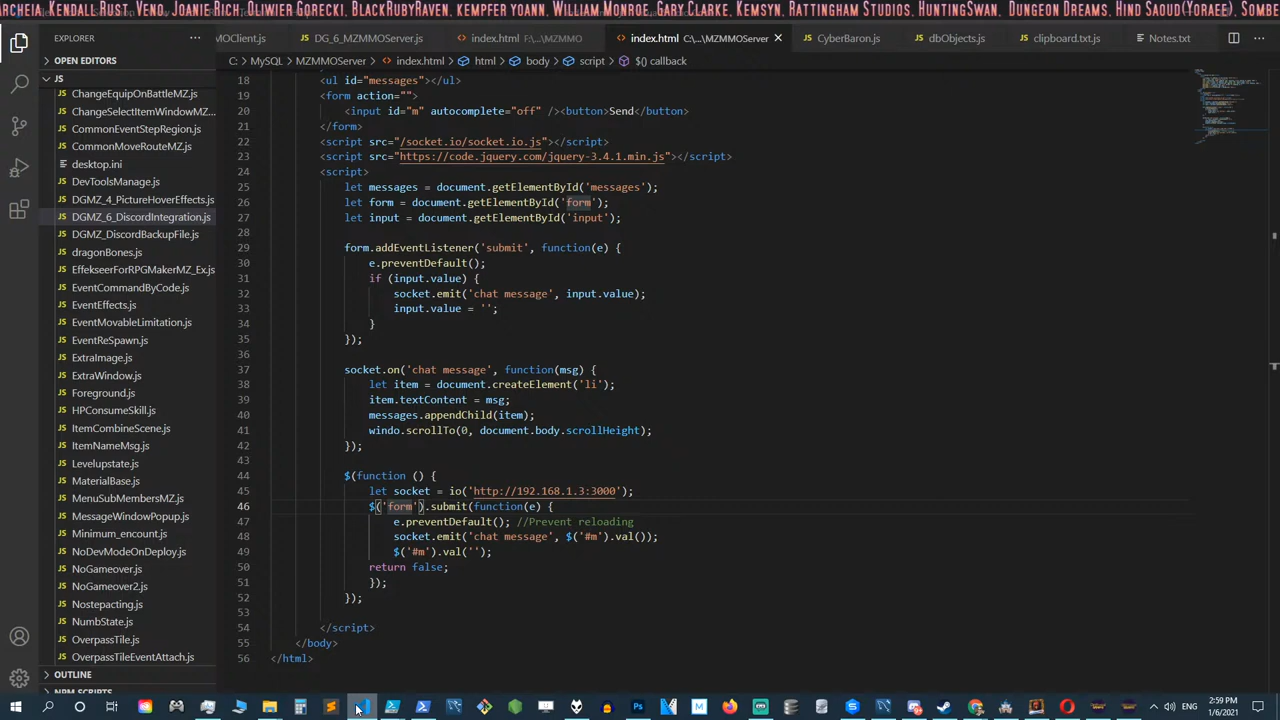 ARCHEIA, KENDALL RUST, VENO, JOANIE RICH, OLIVIER GORECKI, BLACKRUBYRAVEN, KEMPFER YOANN, WILLIAM MONROE, GARY CLARKE, KEMSYN, RATTINGHAM STUDIOS, HUNTINGSWAN, DUNGEON DREAMS, HIND SAOUD(YORAEE),
EXPLORER ···
MOClient.js
DG_6_MZMMOServer.js
index.html F:\...\MZMMO
index.html C:\...\MZMMOServer
CyberBaron.js
dbObjects.js
clipboard.txt.js
Notes.txt
OPEN EDITORS
C: > MySQL > MZMMOServer > index.html > html > body > script > $() callback
JS
ChangeEquipOnBattleMZ.js
ChangeSelectItemWindowMZ...
CommonEventStepRegion.js
CommonMoveRouteMZ.js
desktop.ini
DevToolsManage.js
DGMZ_4_PictureHoverEffects.js
DGMZ_6_DiscordIntegration.js
DGMZ_DiscordBackupFile.js
dragonBones.js
EffekseerForRPGMakerMZ_Ex.js
EventCommandByCode.js
EventEffects.js
EventMovableLimitation.js
EventReSpawn.js
ExtraImage.js
ExtraWindow.js
Foreground.js
HPConsumeSkill.js
ItemCombineScene.js
ItemNameMsg.js
Levelupstate.js
MaterialBase.js
MenuSubMembersMZ.js
MessageWindowPopup.js
Minimum_encount.js
NoDevModeOnDeploy.js
NoGameover.js
NoGameover2.js
Nostepacting.js
NumbState.js
OverpassTile.js
OverpassTileEventAttach.js
OUTLINE
NPM SCRIPTS
18 <ul id="messages"></ul>
19 <form action="">
20 <input id="m" autocomplete="off" /><button>Send</button>
21 </form>
22 <script src="/socket.io/socket.io.js"></script>
23 <script src="https://code.jquery.com/jquery-3.4.1.min.js"></script>
24 <script>
25 let messages = document.getElementById('messages');
26 let form = document.getElementById('form');
27 let input = document.getElementById('input');
28
29 form.addEventListener('submit', function(e) {
30 e.preventDefault();
31 if (input.value) {
32 socket.emit('chat message', input.value);
33 input.value = '';
34 }
35 });
36
37 socket.on('chat message', function(msg) {
38 let item = document.createElement('li');
39 item.textContent = msg;
40 messages.appendChild(item);
41 windo.scrollTo(0, document.body.scrollHeight);
42 });
43
44 $(function () {
45 let socket = io('http://192.168.1.3:3000');
46 $('form').submit(function(e) {
47 e.preventDefault(); //Prevent reloading
48 socket.emit('chat message', $('#m').val());
49 $('#m').val('');
50 return false;
51 });
52 });
53
54 </script>
55 </body>
56 </html>
2:59 PM
1/6/2021